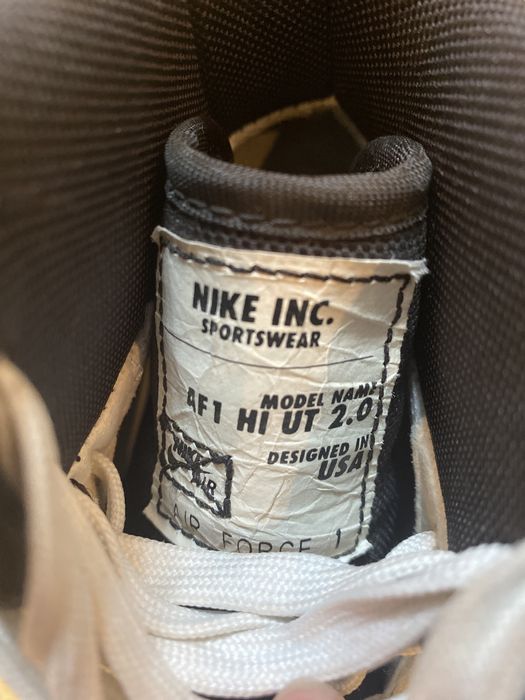 NIKE INC.
SPORTSWEAR
MODEL NAME
AF1 HI UT 2.0
DESIGNED IN
USA
NIKE
AIR
AIR FORCE 1